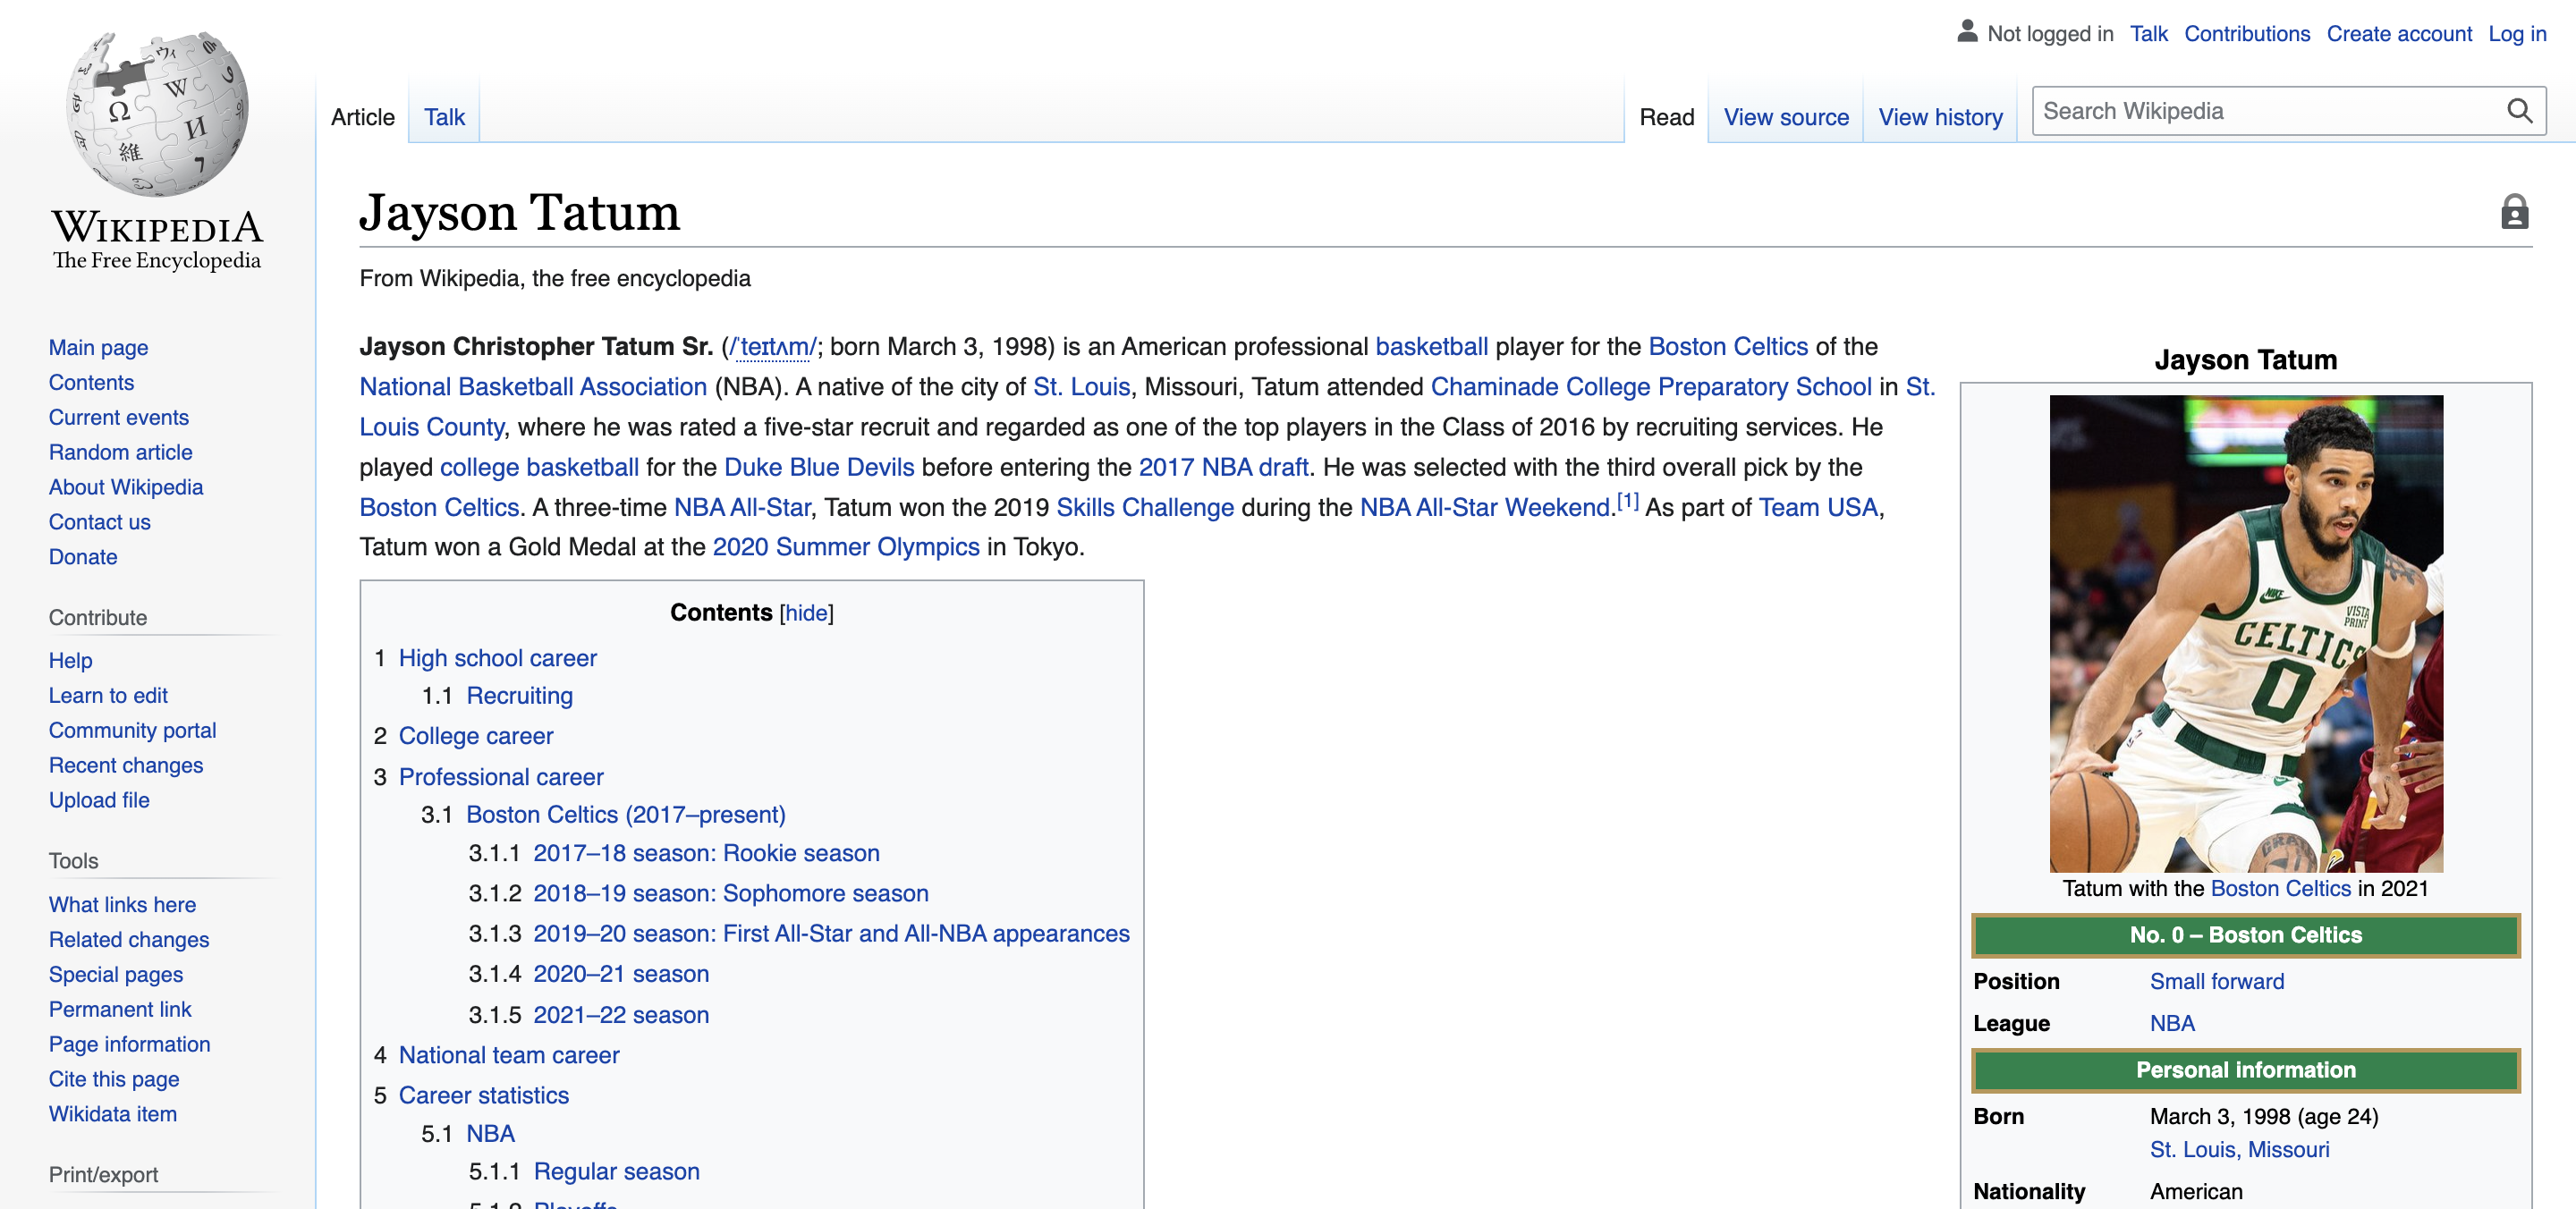 Not logged in Talk Contributions Create account Log in
Article Talk Read View source View history Search Wikipedia
WIKIPEDIA
The Free Encyclopedia
Main page
Contents
Current events
Random article
About Wikipedia
Contact us
Donate
Contribute
Help
Learn to edit
Community portal
Recent changes
Upload file
Tools
What links here
Related changes
Special pages
Permanent link
Page information
Cite this page
Wikidata item
Print/export
Jayson Tatum
From Wikipedia, the free encyclopedia
Jayson Christopher Tatum Sr. (/ˈteɪtʌm/; born March 3, 1998) is an American professional basketball player for the Boston Celtics of the
National Basketball Association (NBA). A native of the city of St. Louis, Missouri, Tatum attended Chaminade College Preparatory School in St.
Louis County, where he was rated a five-star recruit and regarded as one of the top players in the Class of 2016 by recruiting services. He
played college basketball for the Duke Blue Devils before entering the 2017 NBA draft. He was selected with the third overall pick by the
Boston Celtics. A three-time NBA All-Star, Tatum won the 2019 Skills Challenge during the NBA All-Star Weekend.[1] As part of Team USA,
Tatum won a Gold Medal at the 2020 Summer Olympics in Tokyo.
Contents [hide]
1 High school career
1.1 Recruiting
2 College career
3 Professional career
3.1 Boston Celtics (2017–present)
3.1.1 2017–18 season: Rookie season
3.1.2 2018–19 season: Sophomore season
3.1.3 2019–20 season: First All-Star and All-NBA appearances
3.1.4 2020–21 season
3.1.5 2021–22 season
4 National team career
5 Career statistics
5.1 NBA
5.1.1 Regular season
5.1.2 Playoffs
Jayson Tatum
NIKE
VISTA
PRINT
CELTICS
0
Tatum with the Boston Celtics in 2021
No. 0 – Boston Celtics
Position Small forward
League NBA
Personal information
Born March 3, 1998 (age 24)
St. Louis, Missouri
Nationality American